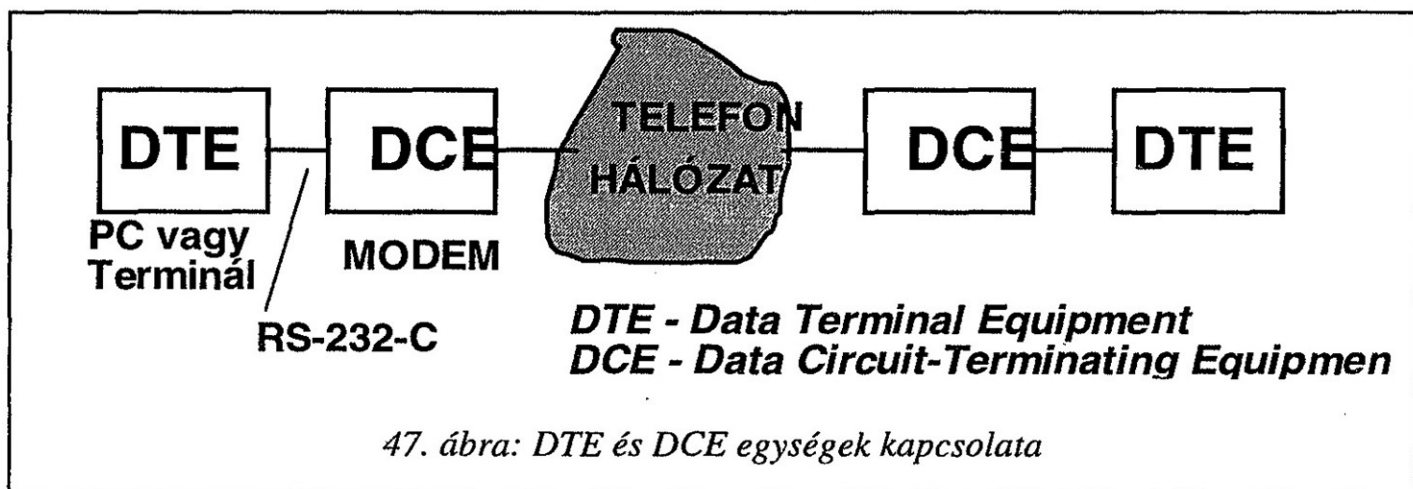 DTE DCE TELEFON HÁLÓZAT DCE DTE
PC vagy
Terminál
MODEM
RS-232-C
DTE - Data Terminal Equipment
DCE - Data Circuit-Terminating Equipmen
47. ábra: DTE és DCE egységek kapcsolata